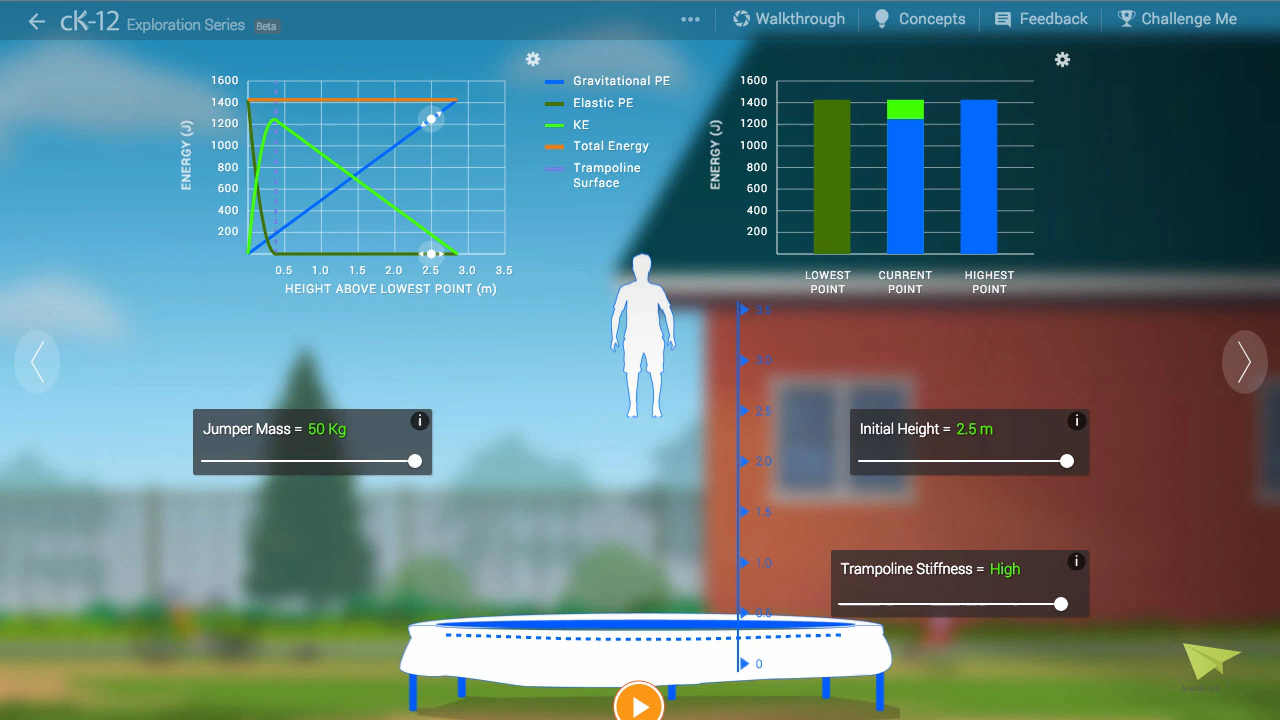 cK-12 Exploration Series Beta
••• Walkthrough Concepts Feedback Challenge Me
1600
1400
1200
1000
800
600
400
200
ENERGY (J)
0.5 1.0 1.5 2.0 2.5 3.0 3.5
HEIGHT ABOVE LOWEST POINT (m)
Gravitational PE
Elastic PE
KE
Total Energy
Trampoline
Surface
1600
1400
1200
1000
800
600
400
200
ENERGY (J)
LOWEST
POINT
CURRENT
POINT
HIGHEST
POINT
3.5
3.0
2.5
2.0
1.5
1.0
0.5
0
Jumper Mass = 50 Kg
i
Initial Height = 2.5 m
i
Trampoline Stiffness = High
i